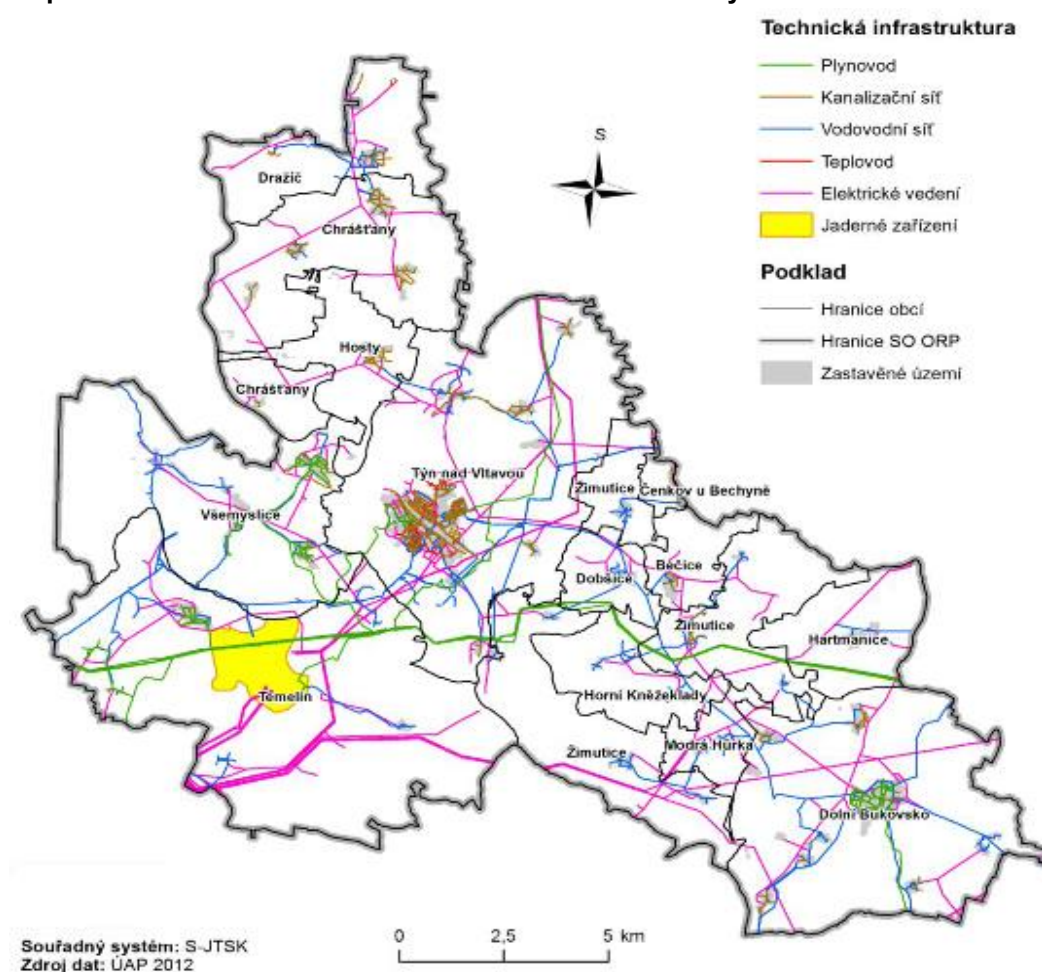 Technická infrastruktura
Plynovod
Kanalizační síť
Vodovodní síť
Teplovod
Elektrické vedení
Jaderné zařízení
Podklad
Hranice obcí
Hranice SO ORP
Zastavěné území
S
Dražíč
Chrášťany
Hosty
Chrášťany
Týn nad Vltavou
Žimutice
Čenkov u Bechyně
Všemyslice
Dobšice
Bečice
Žimutice
Hartmanice
Temelín
Horní Kněžeklady
Žimutice
Modrá Hůrka
Dolní Bukovsko
0 2,5 5 km
Souřadný systém: S-JTSK
Zdroj dat: ÚAP 2012